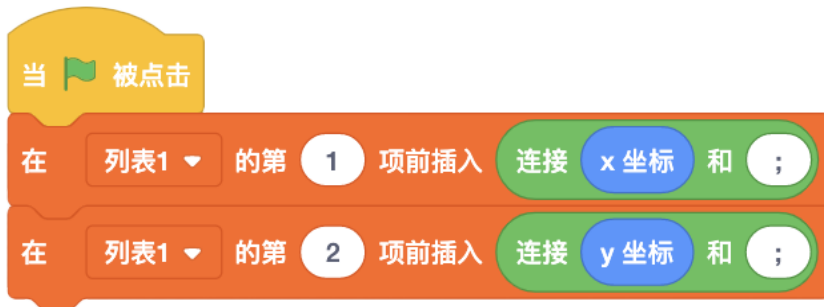 当 被点击
在 列表1 的第 1 项前插入 连接 x 坐标 和 ;
在 列表1 的第 2 项前插入 连接 y 坐标 和 ;